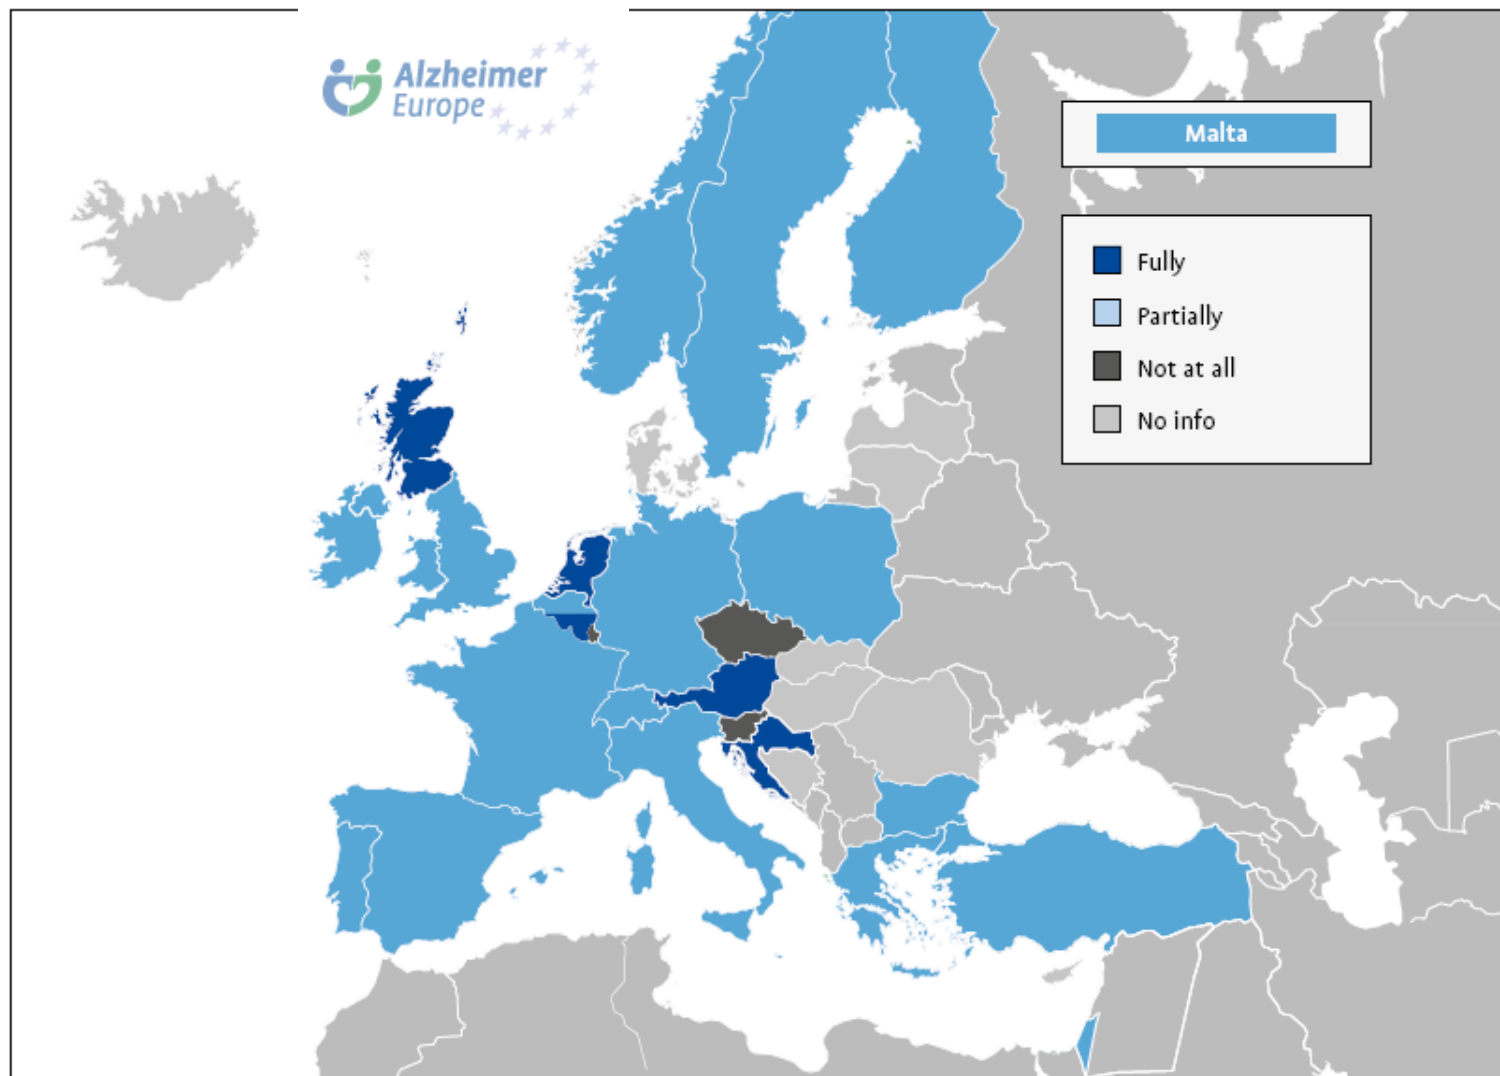 Alzheimer
Europe
Malta
Fully
Partially
Not at all
No info